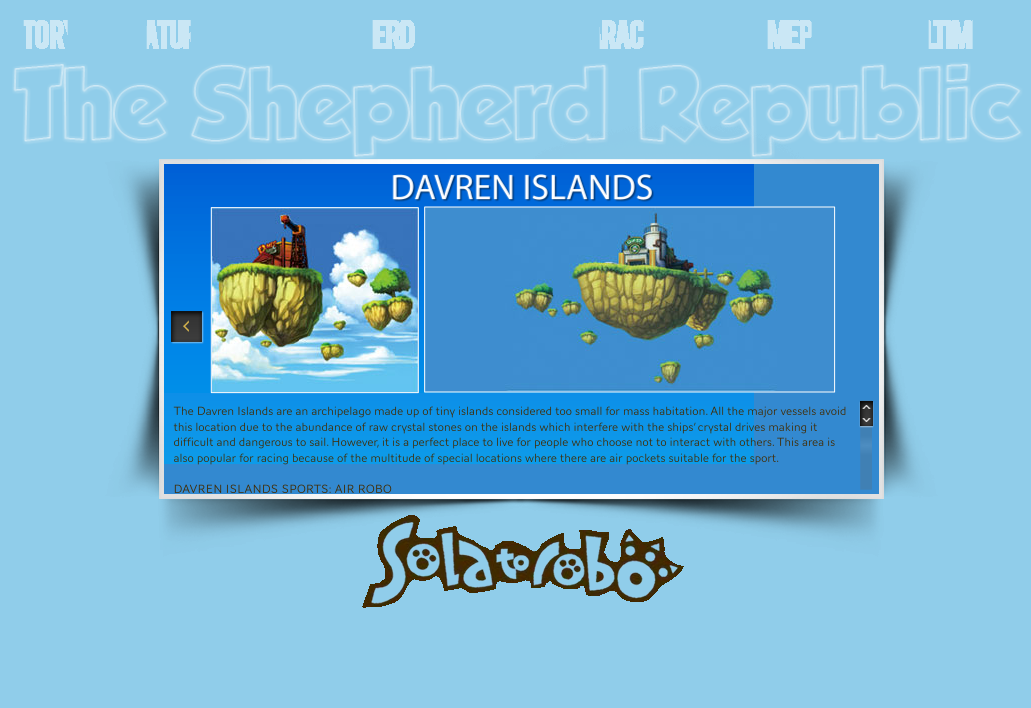 TOR
ATU
ERO
RAC
MEP
LTIM
The Shepherd Republic
DAVREN ISLANDS
The Davren Islands are an archipelago made up of tiny islands considered too small for mass habitation. All the major vessels avoid
this location due to the abundance of raw crystal stones on the islands which interfere with the ships' crystal drives making it
difficult and dangerous to sail. However, it is a perfect place to live for people who choose not to interact with others. This area is
also popular for racing because of the multitude of special locations where there are air pockets suitable for the sport.
DAVREN ISLANDS SPORTS: AIR ROBO
Solatorobo